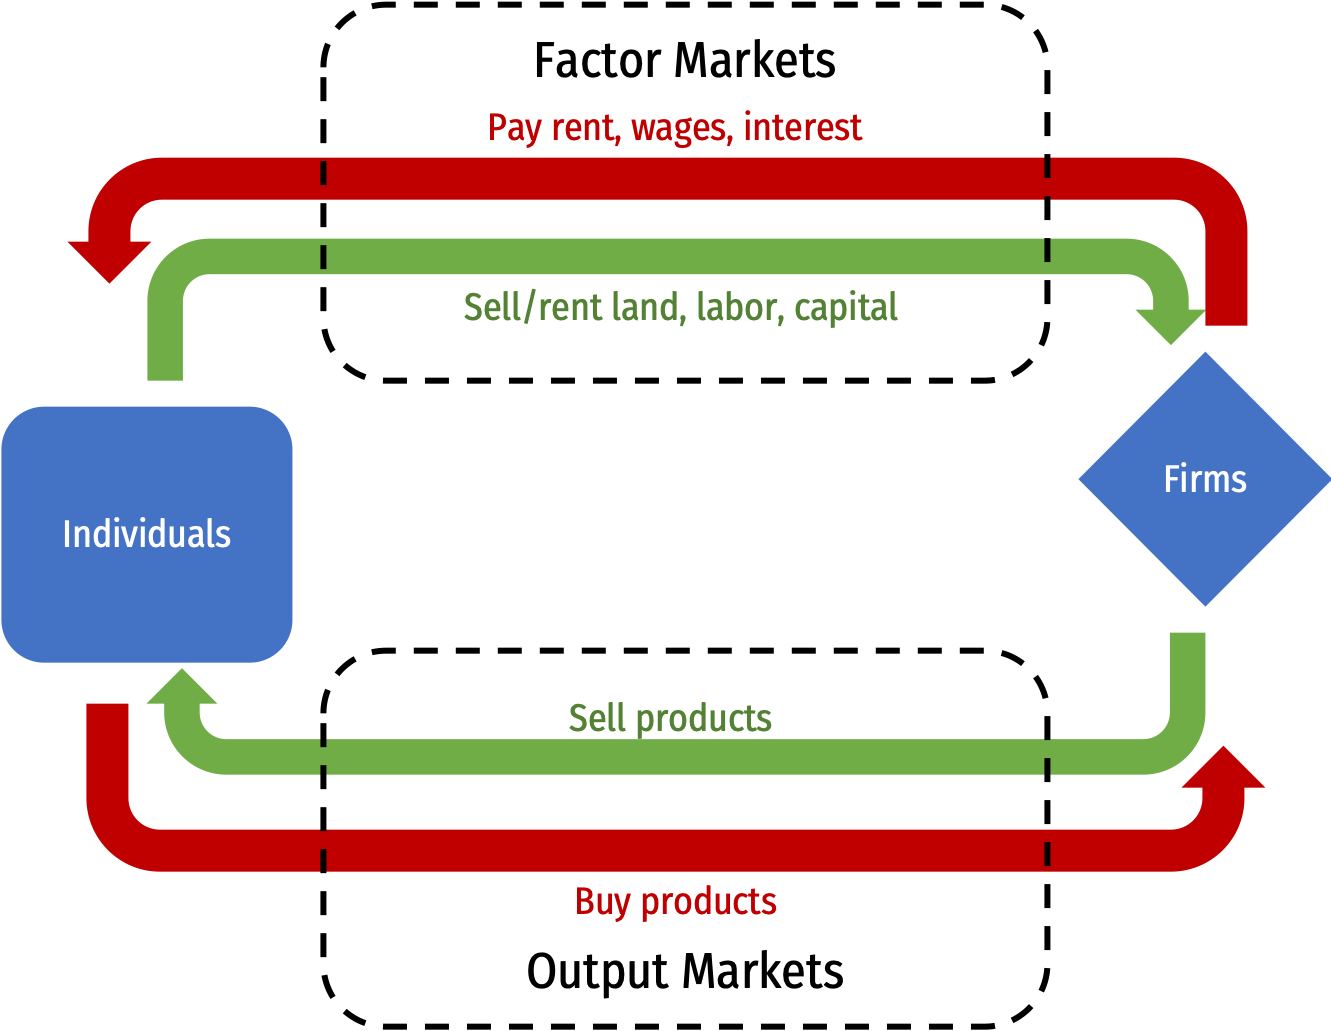 Factor Markets
Pay rent, wages, interest
Sell/rent land, labor, capital
Firms
Individuals
Sell products
Buy products
Output Markets